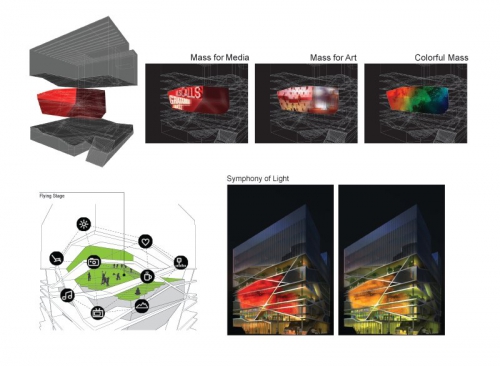 Mass for Media
Mass for Art
Colorful Mass
Symphony of Light
Flying Stage